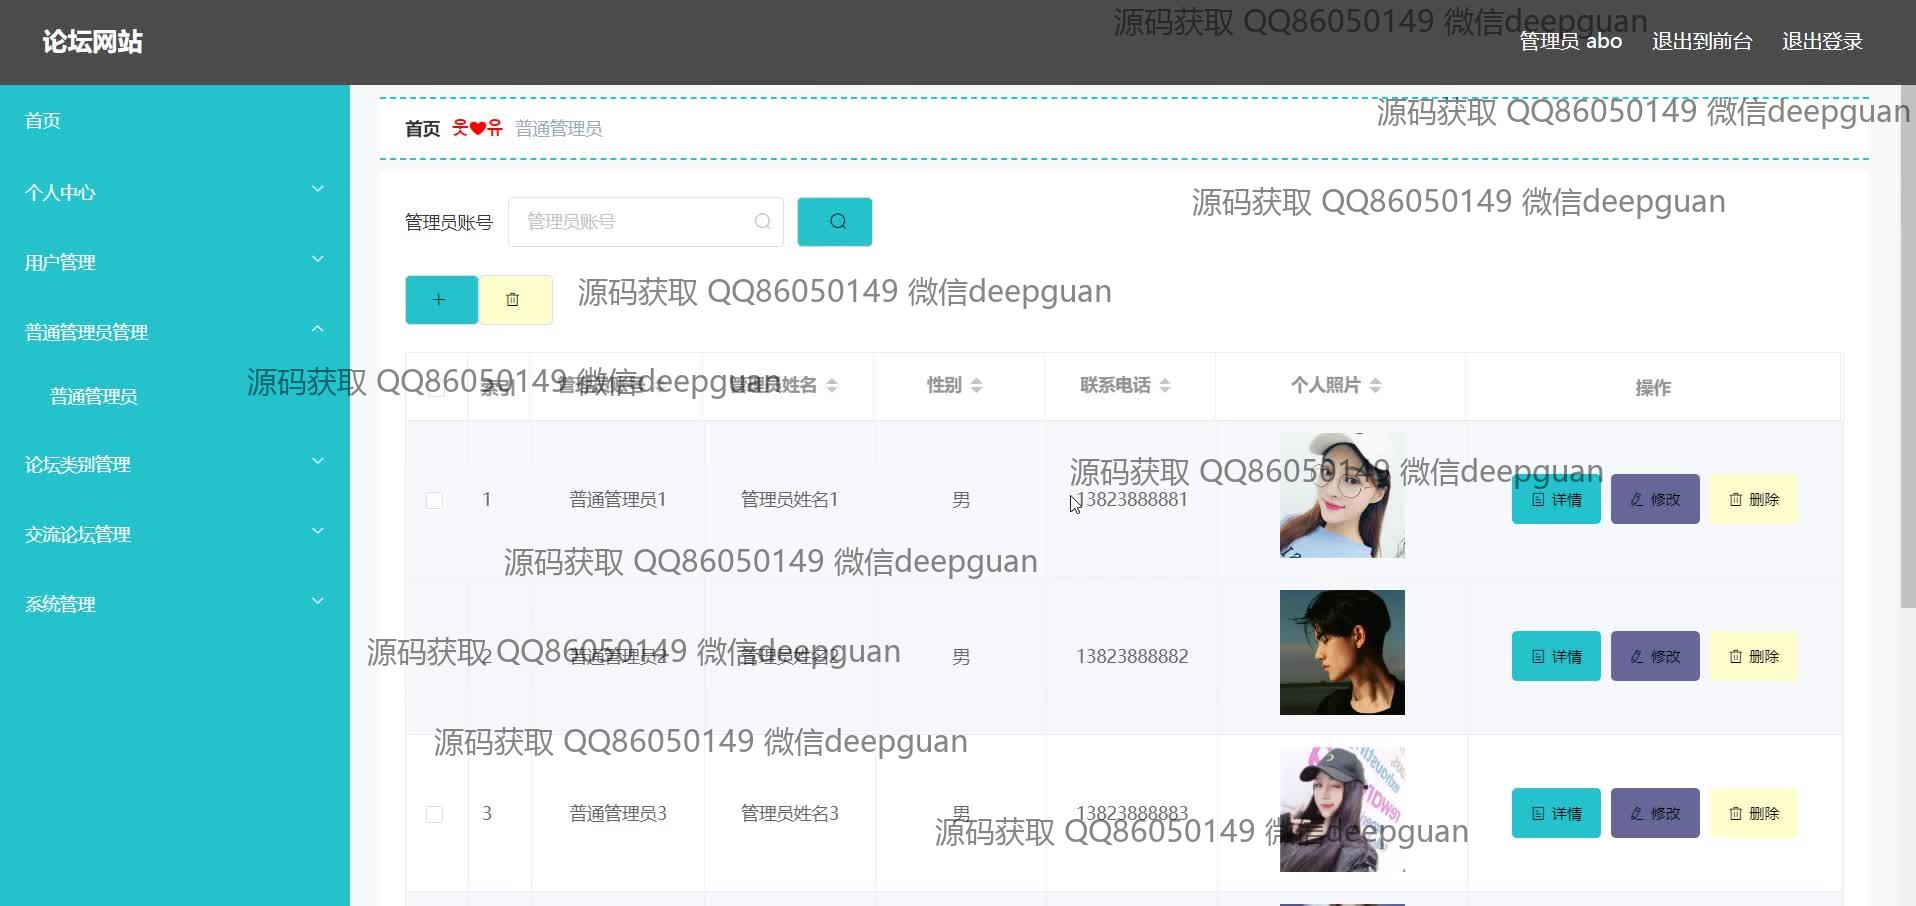 源码获取 QQ86050149 微信deepguan
论坛网站
管理员 abo 退出到前台 退出登录
源码获取 QQ86050149 微信deepguan
首页
首页 웃❤유 普通管理员
个人中心
源码获取 QQ86050149 微信deepguan
管理员账号 管理员账号
用户管理
源码获取 QQ86050149 微信deepguan
普通管理员管理
源码获取 QQ86050149 微信deepguan
索引 管理员账号 管理员姓名 性别 联系电话 个人照片 操作
普通管理员
论坛类别管理
源码获取 QQ86050149 微信deepguan
1 普通管理员1 管理员姓名1 男 13823888881 详情 修改 删除
交流论坛管理
源码获取 QQ86050149 微信deepguan
系统管理
源码获取 QQ86050149 微信deepguan
2 普通管理员2 管理员姓名2 男 13823888882 详情 修改 删除
源码获取 QQ86050149 微信deepguan
3 普通管理员3 管理员姓名3 男 13823888883 详情 修改 删除
源码获取 QQ86050149 微信deepguan